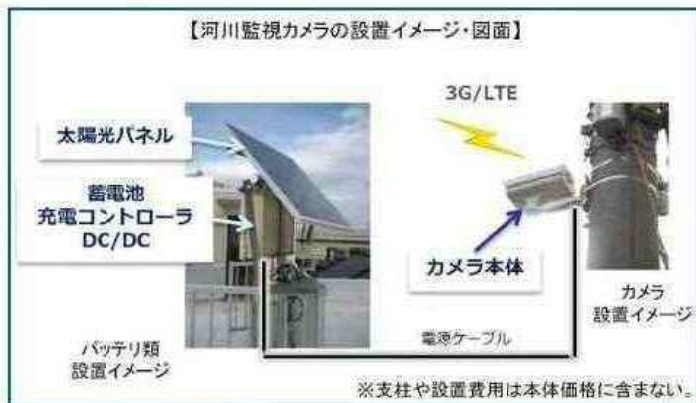 【河川監視カメラの設置イメージ・図面】
3G/LTE
太陽光パネル
蓄電池
充電コントローラ
DC/DC
カメラ本体
カメラ
設置イメージ
電源ケーブル
バッテリ類
設置イメージ
※支柱や設置費用は本体価格に含まない。